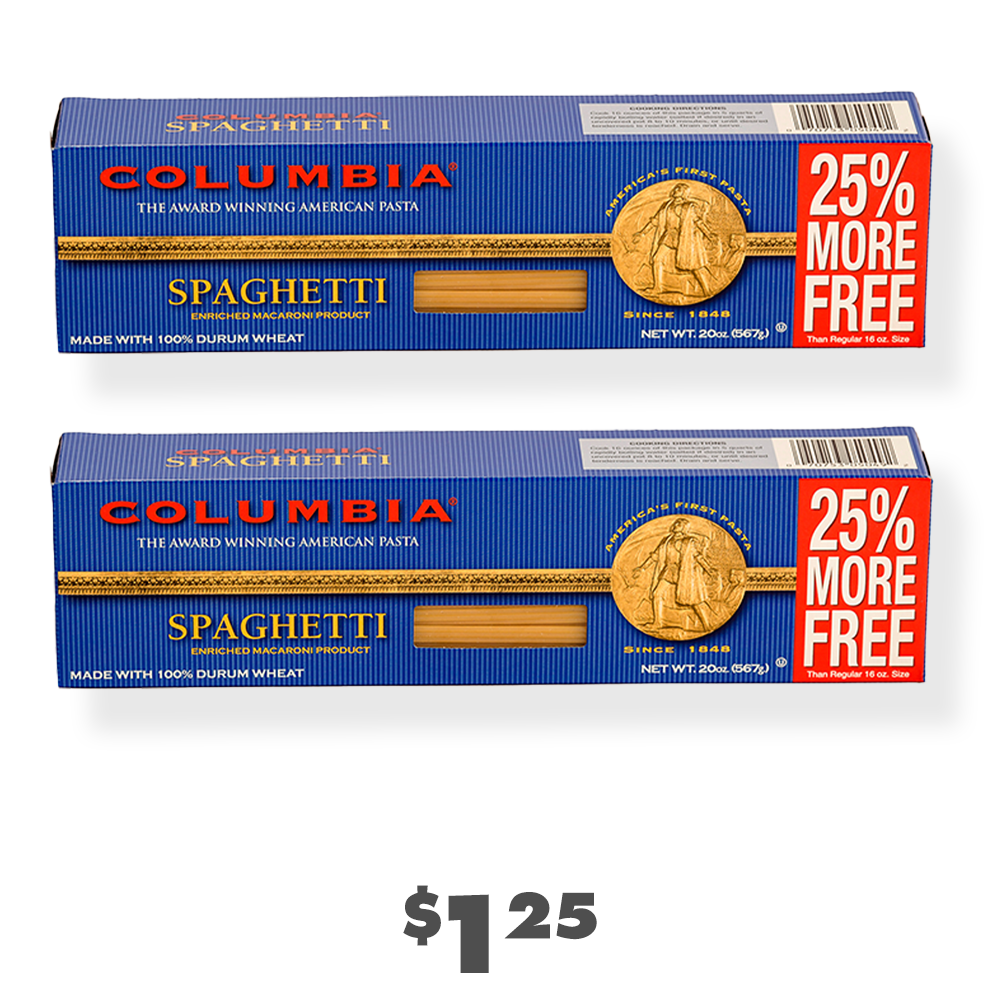 COLUMBIA
SPAGHETTI
COOKING DIRECTIONS
COLUMBIA®
THE AWARD WINNING AMERICAN PASTA
AMERICA'S FIRST PASTA
SINCE 1848
SPAGHETTI
ENRICHED MACARONI PRODUCT
MADE WITH 100% DURUM WHEAT
NET WT. 20oz. (567g)
25%
MORE
FREE
Than Regular 16 oz. Size
COLUMBIA
SPAGHETTI
COOKING DIRECTIONS
COLUMBIA®
THE AWARD WINNING AMERICAN PASTA
AMERICA'S FIRST PASTA
SINCE 1848
SPAGHETTI
ENRICHED MACARONI PRODUCT
MADE WITH 100% DURUM WHEAT
NET WT. 20oz. (567g)
25%
MORE
FREE
Than Regular 16 oz. Size
$1 25